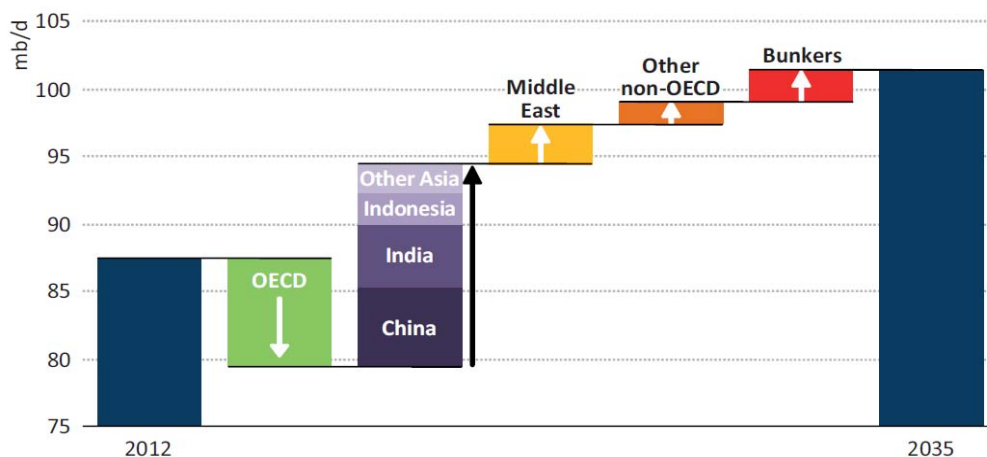 mb/d
105
100
95
90
85
80
75
2012
OECD
Other Asia
Indonesia
India
China
Middle
East
Other
non-OECD
Bunkers
2035